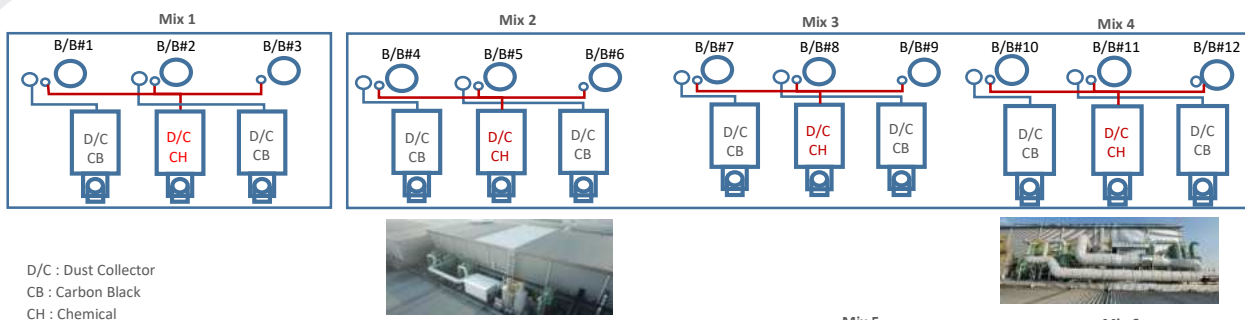 Mix 1
Mix 2
Mix 3
Mix 4
B/B#1
B/B#2
B/B#3
B/B#4
B/B#5
B/B#6
B/B#7
B/B#8
B/B#9
B/B#10
B/B#11
B/B#12
D/C
CB
D/C
CH
D/C
CB
D/C
CB
D/C
CH
D/C
CB
D/C
CB
D/C
CH
D/C
CB
D/C
CB
D/C
CH
D/C
CB
D/C : Dust Collector
CB : Carbon Black
CH : Chemical
Mix 5